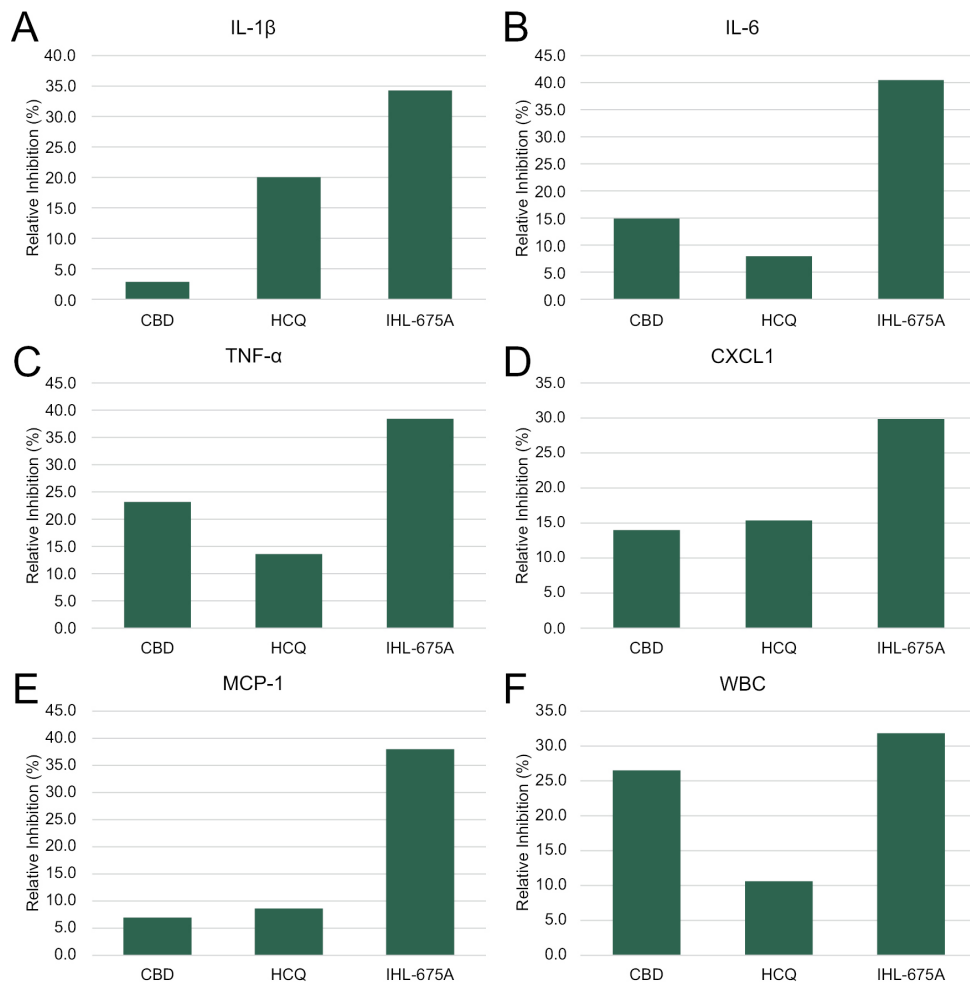 A
IL-1β
Relative Inhibition (%)
40.0
35.0
30.0
25.0
20.0
15.0
10.0
5.0
0.0
CBD HCQ IHL-675A
B
IL-6
Relative Inhibition (%)
45.0
40.0
35.0
30.0
25.0
20.0
15.0
10.0
5.0
0.0
CBD HCQ IHL-675A
C
TNF-α
Relative Inhibition (%)
45.0
40.0
35.0
30.0
25.0
20.0
15.0
10.0
5.0
0.0
CBD HCQ IHL-675A
D
CXCL1
Relative Inhibition (%)
35.0
30.0
25.0
20.0
15.0
10.0
5.0
0.0
CBD HCQ IHL-675A
E
MCP-1
Relative Inhibition (%)
45.0
40.0
35.0
30.0
25.0
20.0
15.0
10.0
5.0
0.0
CBD HCQ IHL-675A
F
WBC
Relative Inhibition (%)
35.0
30.0
25.0
20.0
15.0
10.0
5.0
0.0
CBD HCQ IHL-675A